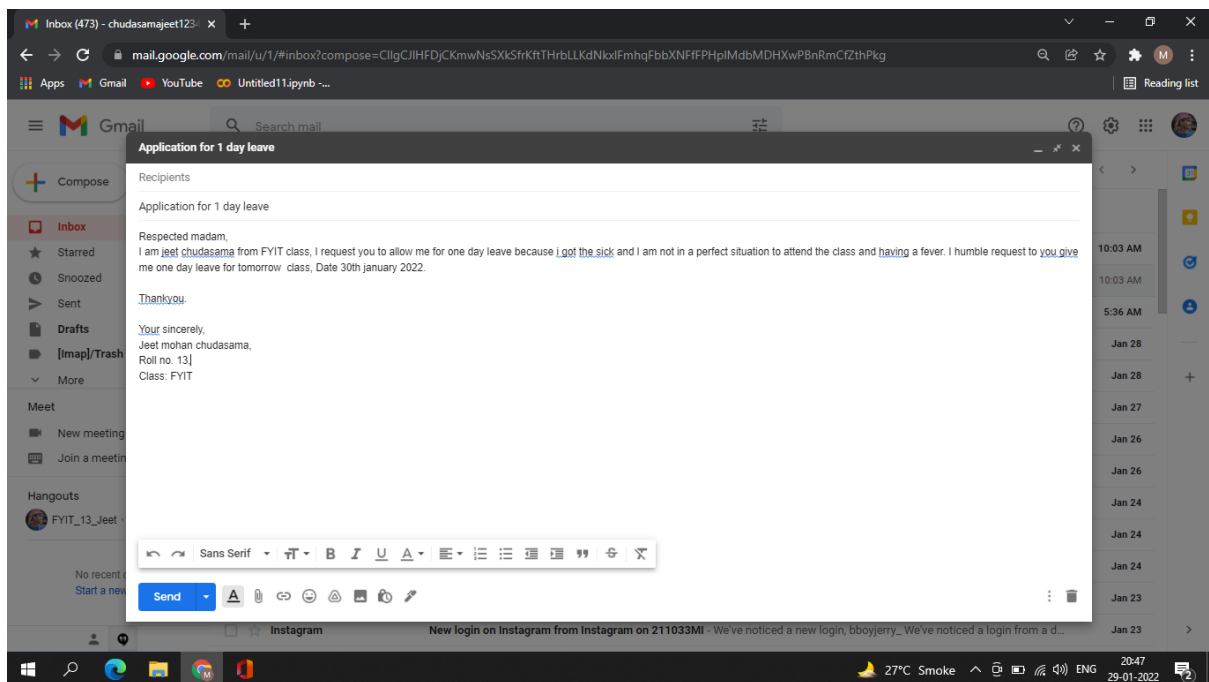 Inbox (473) - chudasamajeet1234
mail.google.com/mail/u/1/#inbox?compose=CllgCJlHFDjCKmwNsSXkSfrKftTHrbLLKdNkxlFmhqFbbXNFfFPHplMdbMDHXwPBnRmCfZthPkg
M
Apps Gmail YouTube Untitled11.ipynb -... Reading list
Gmail Search mail
Application for 1 day leave
Compose
Recipients
Application for 1 day leave
Inbox
Starred
Snoozed
Sent
Drafts
[Imap]/Trash
More
Respected madam,
I am jeet chudasama from FYIT class, I request you to allow me for one day leave because i got the sick and I am not in a perfect situation to attend the class and having a fever. I humble request to you give
me one day leave for tomorrow class, Date 30th january 2022.
Thankyou.
Your sincerely,
Jeet mohan chudasama,
Roll no. 13,
Class: FYIT
10:03 AM
10:03 AM
5:36 AM
Jan 28
Jan 28
Jan 27
Jan 26
Jan 26
Jan 24
Jan 24
Jan 24
Jan 23
Meet
New meeting
Join a meetin
Hangouts
FYIT_13_Jeet
No recent
Start a new
Sans Serif
Send
Instagram New login on Instagram from Instagram on 211033MI - We've noticed a new login, bboyjerry_ We've noticed a login from a d... Jan 23
27°C Smoke ENG 20:47
29-01-2022
2